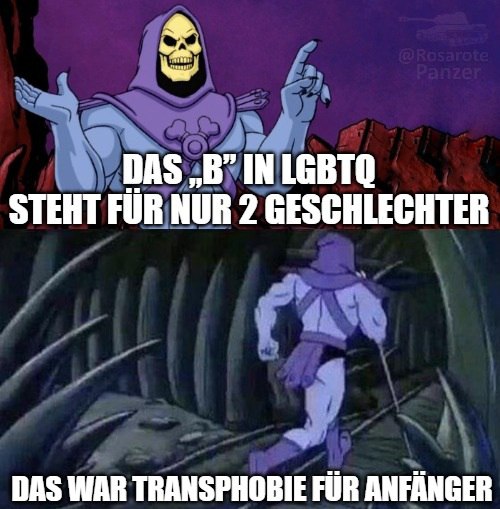 @Rosarote
Panzer
DAS „B” IN LGBTQ
STEHT FÜR NUR 2 GESCHLECHTER
DAS WAR TRANSPHOBIE FÜR ANFÄNGER